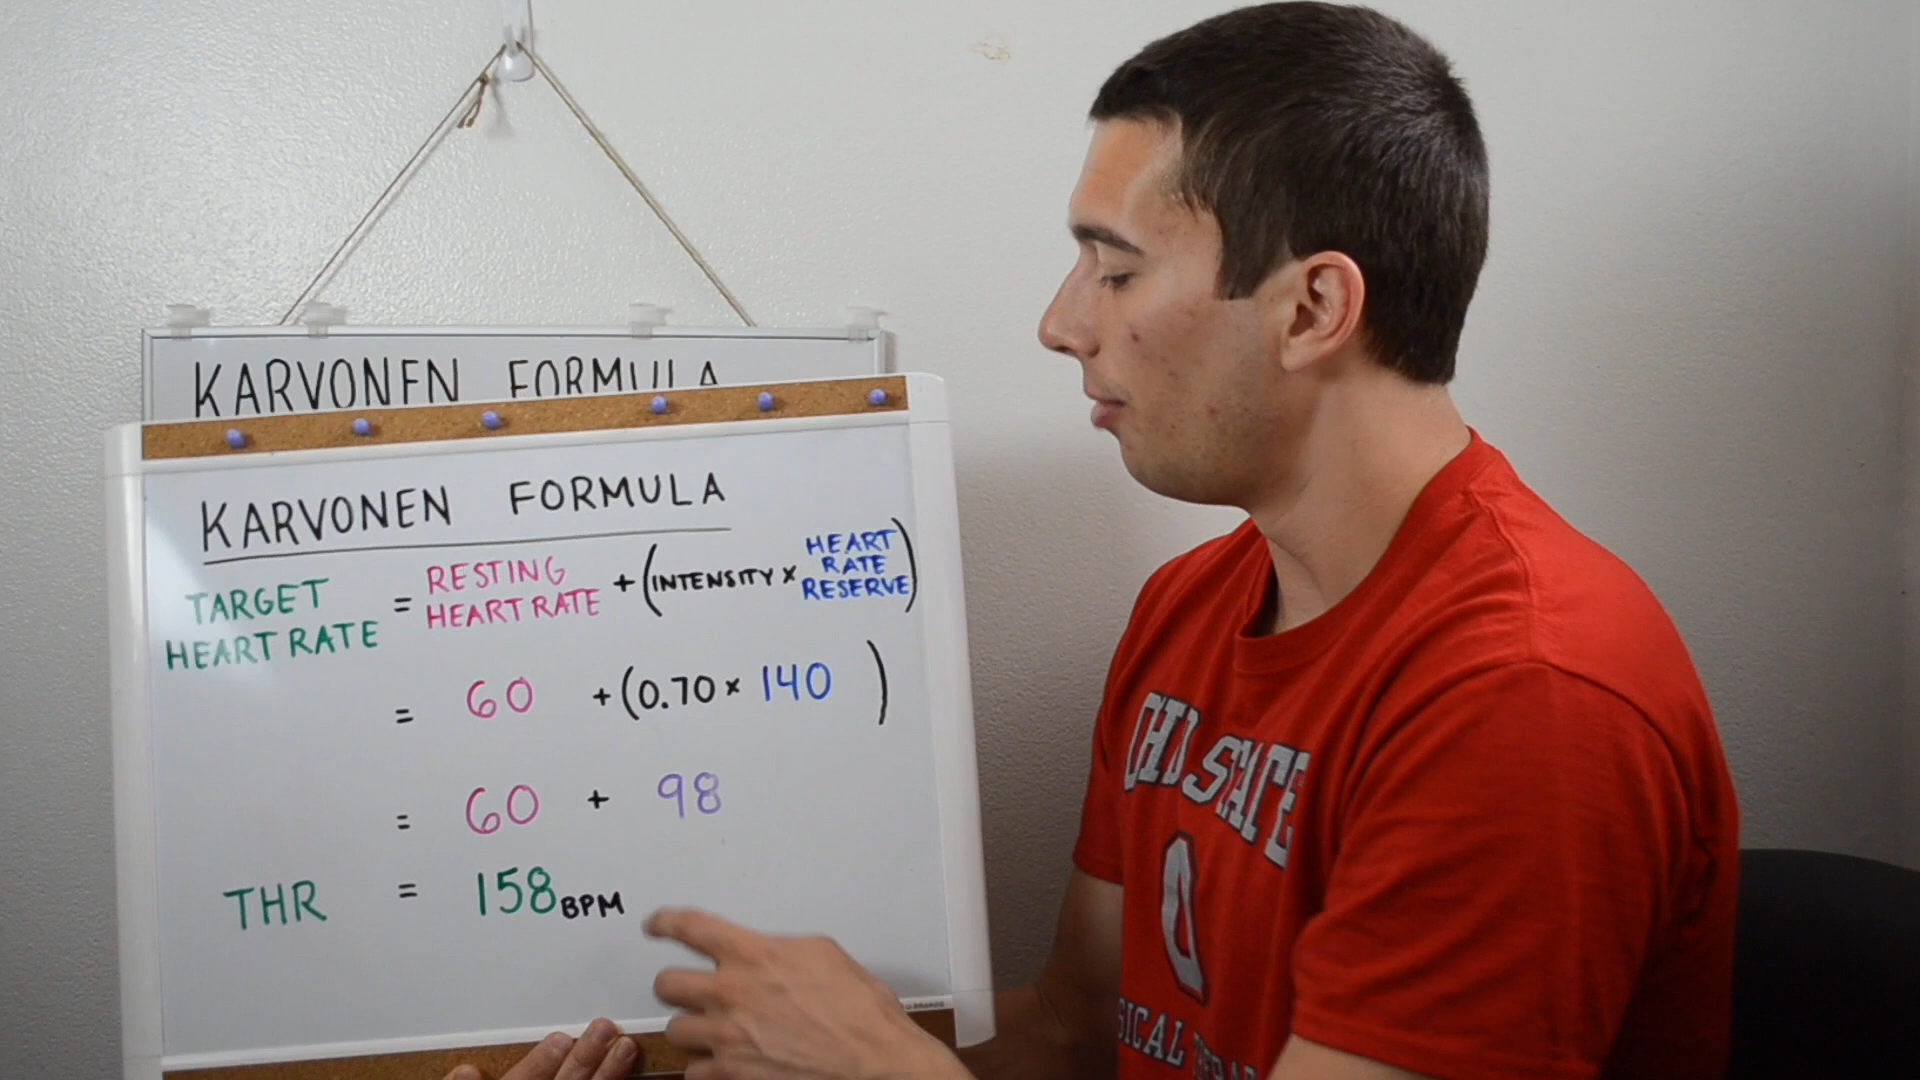 KARVONEN FORMULA
KARVONEN FORMULA
TARGET HEART RATE = RESTING HEART RATE + (INTENSITY × HEART RATE RESERVE)
= 60 + (0.70 × 140 )
= 60 + 98
THR = 158 BPM
OHIO STATE
O
SICAL